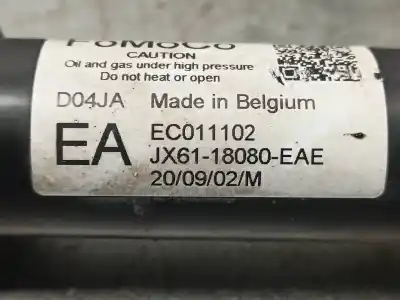 FoMoCo
CAUTION
Oil and gas under high pressure
Do not heat or open
D04JA Made in Belgium
EA
EC011102
JX61-18080-EAE
20/09/02/M